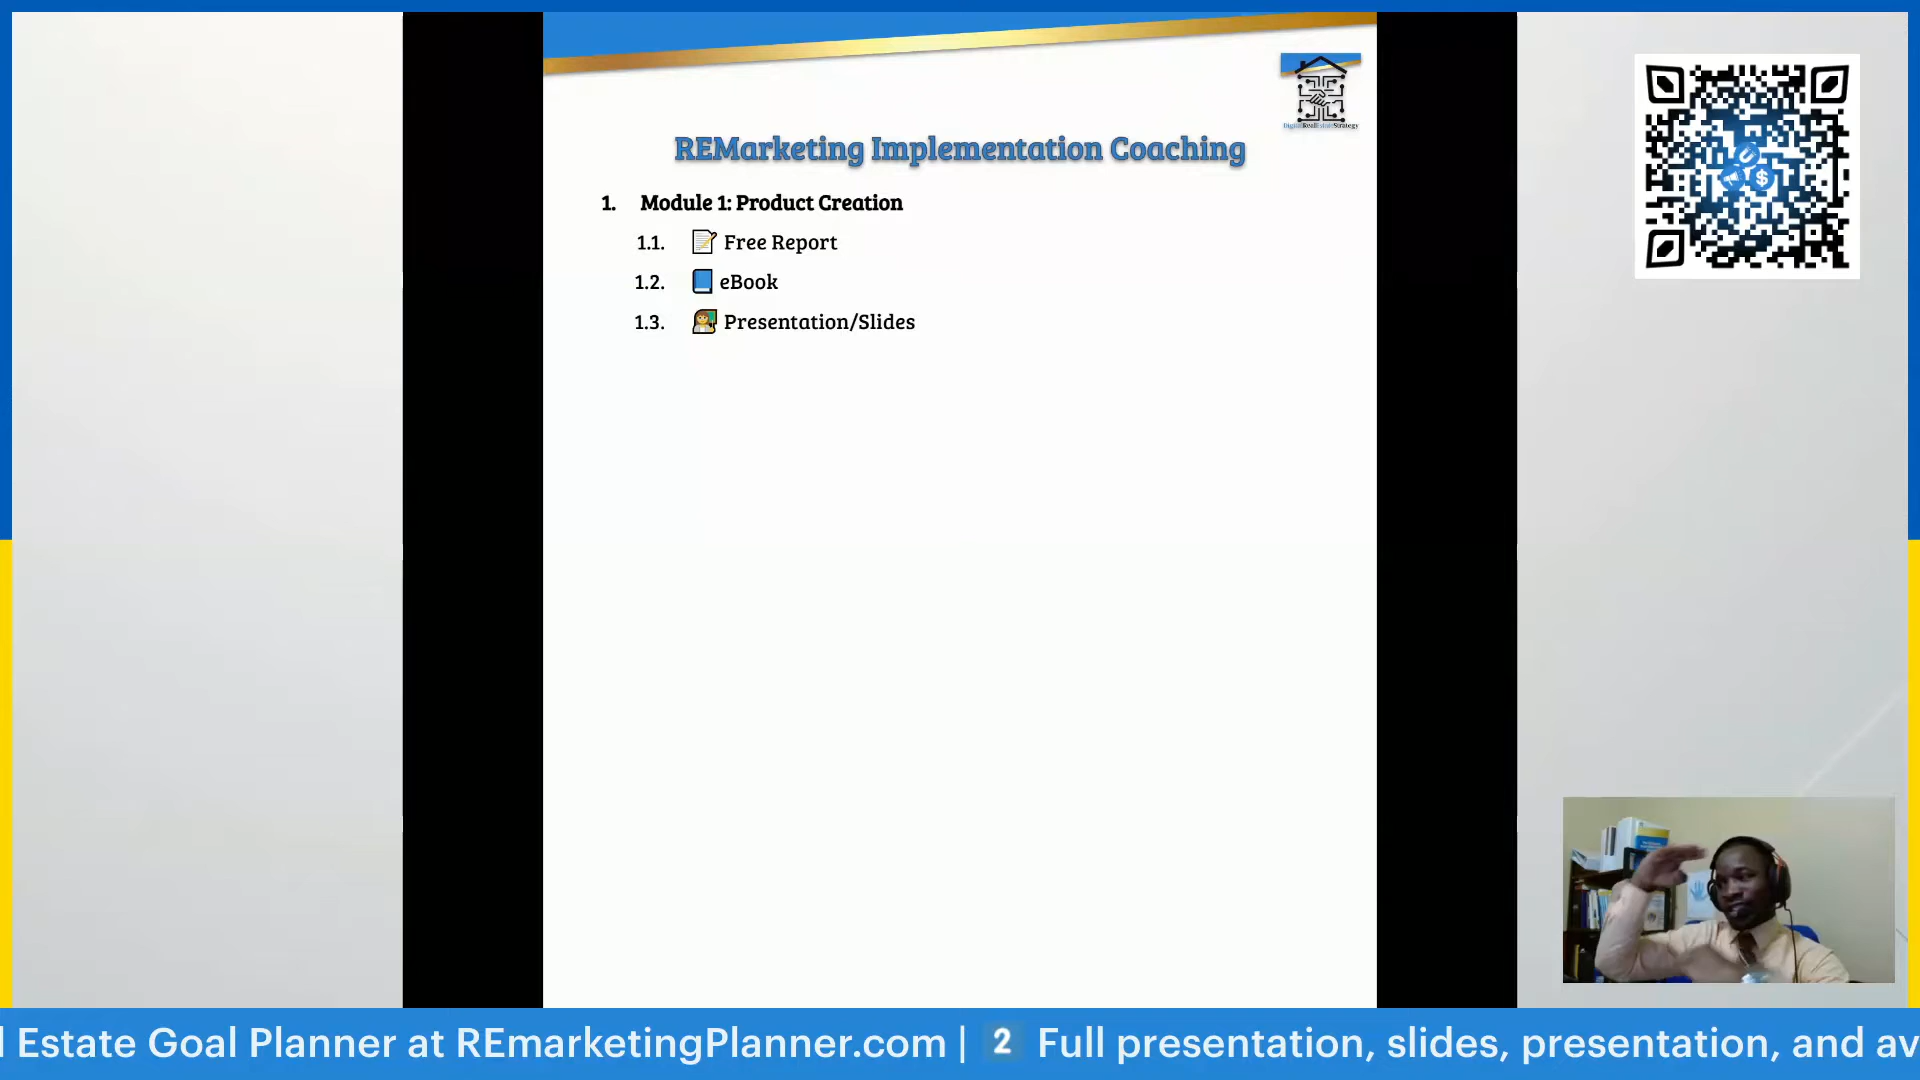 DigitalRealEstateStrategy
REMarketing Implementation Coaching
1. Module 1: Product Creation
1.1. 📝 Free Report
1.2. 📘 eBook
1.3. 👩‍🏫 Presentation/Slides
Estate Goal Planner at REmarketingPlanner.com | 2 Full presentation, slides, presentation, and av